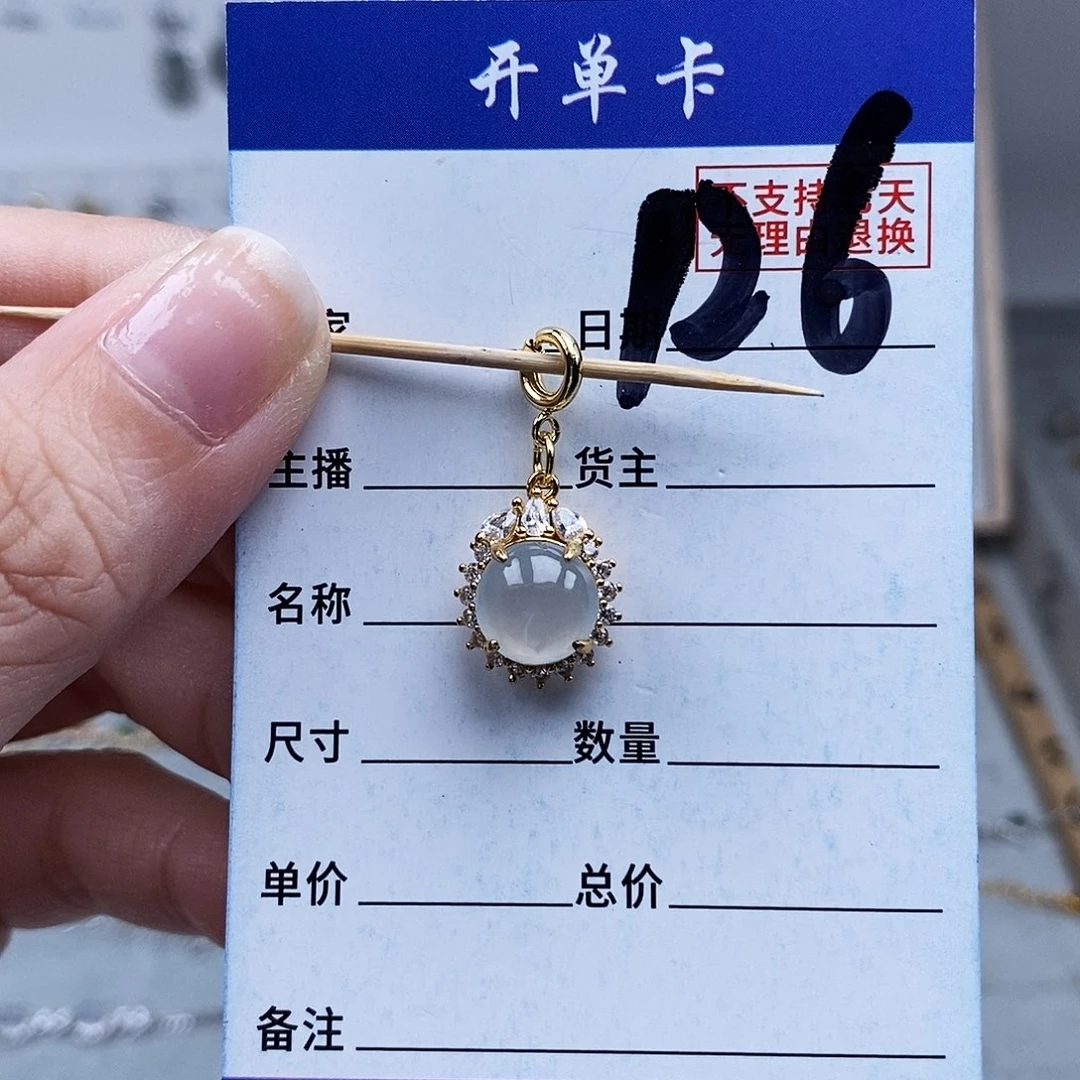 开单卡
126
不支持七天
无理由退换
家 日期
主播 货主
名称
尺寸 数量
单价 总价
备注